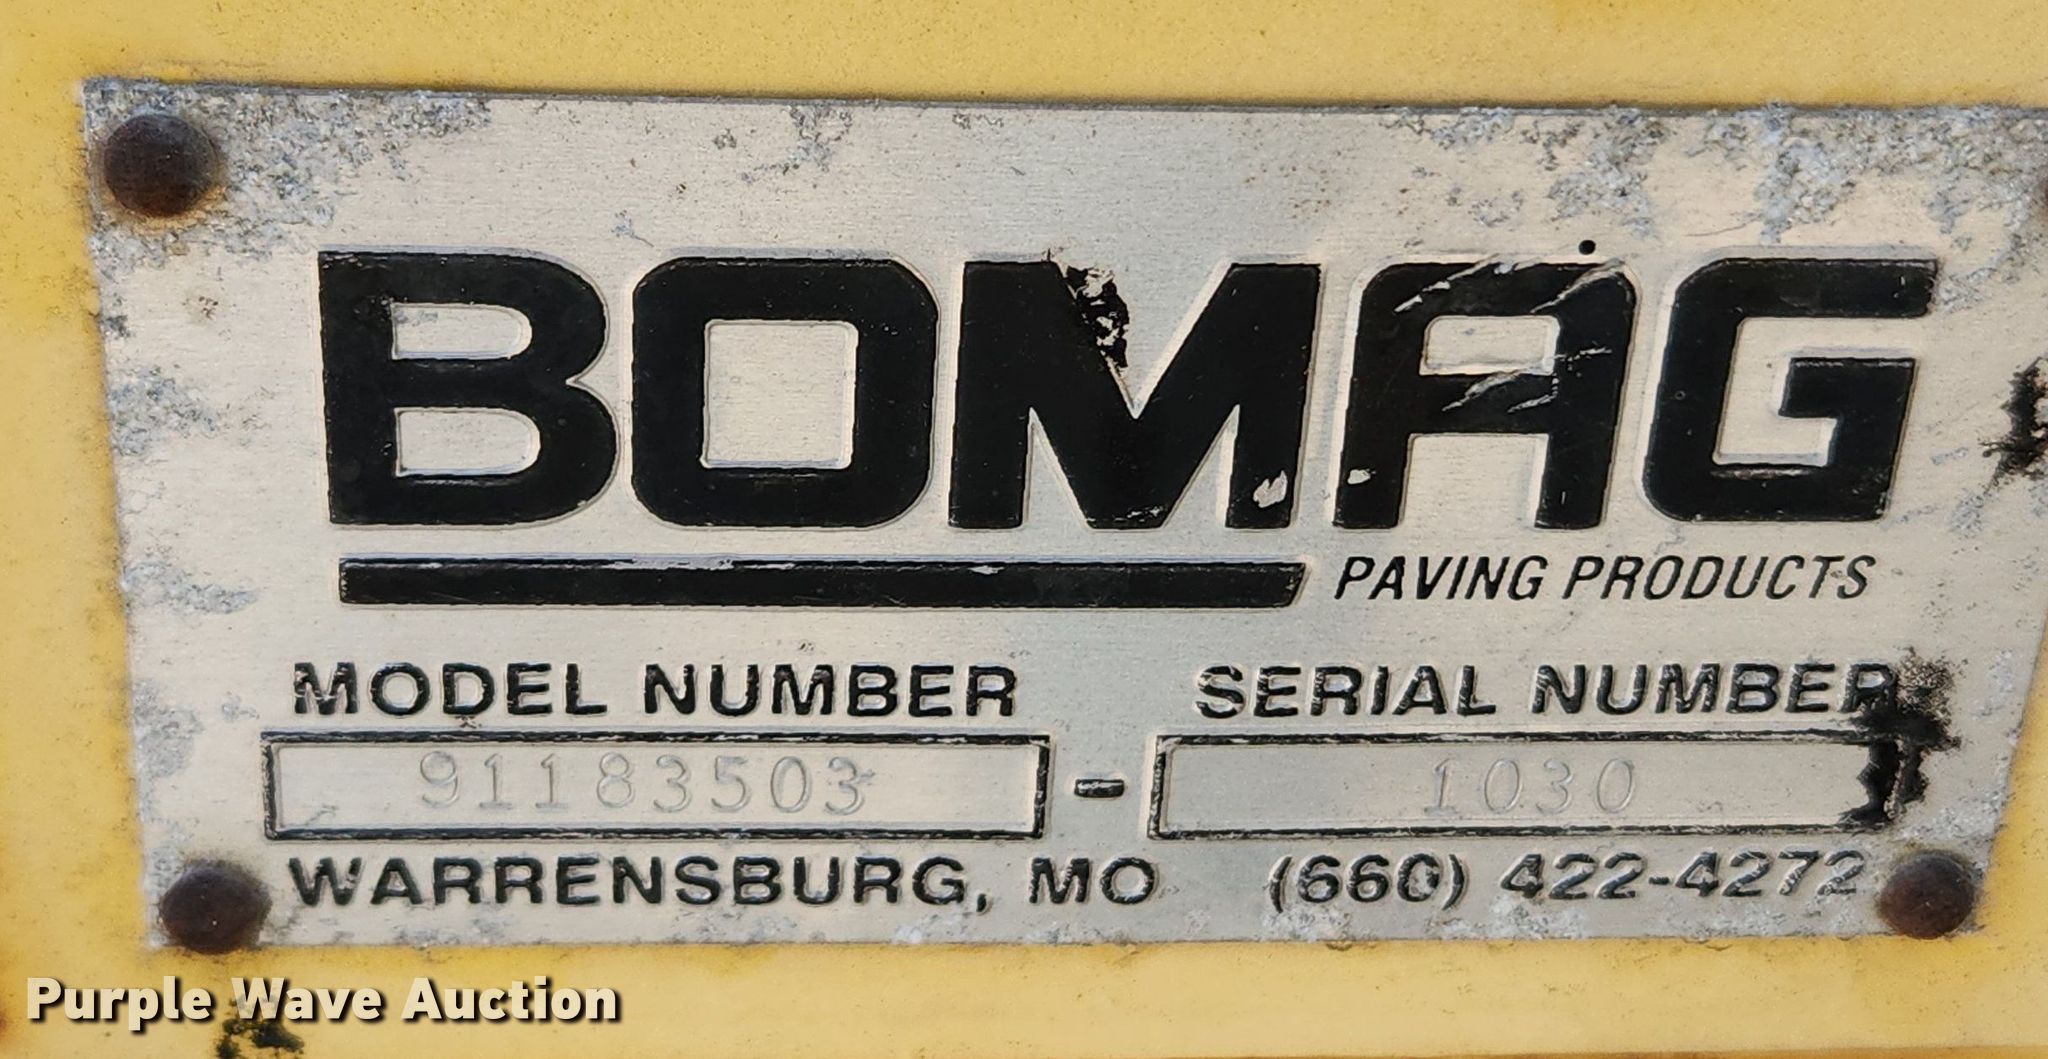 BOMAG
PAVING PRODUCTS
MODEL NUMBER SERIAL NUMBER
91183503 - 1030
WARRENSBURG, MO (660) 422-4272
Purple Wave Auction